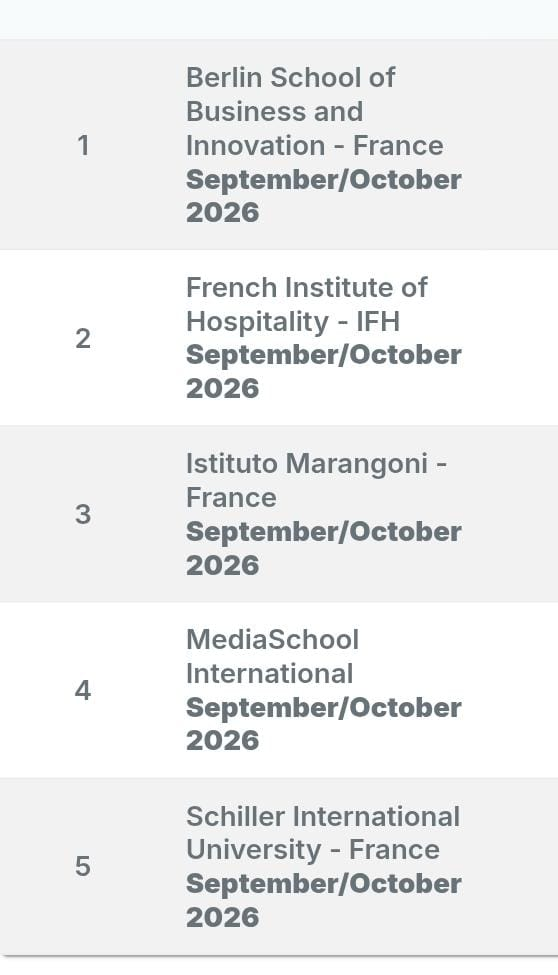 1
Berlin School of
Business and
Innovation - France
September/October
2026
2
French Institute of
Hospitality - IFH
September/October
2026
3
Istituto Marangoni -
France
September/October
2026
4
MediaSchool
International
September/October
2026
5
Schiller International
University - France
September/October
2026